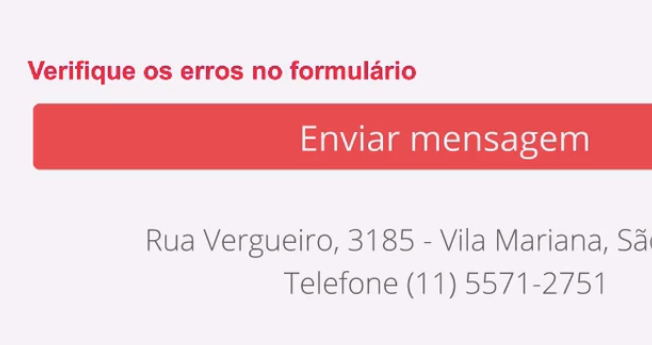 Verifique os erros no formulário
Enviar mensagem
Rua Vergueiro, 3185 - Vila Mariana,
Telefone (11) 5571-2751